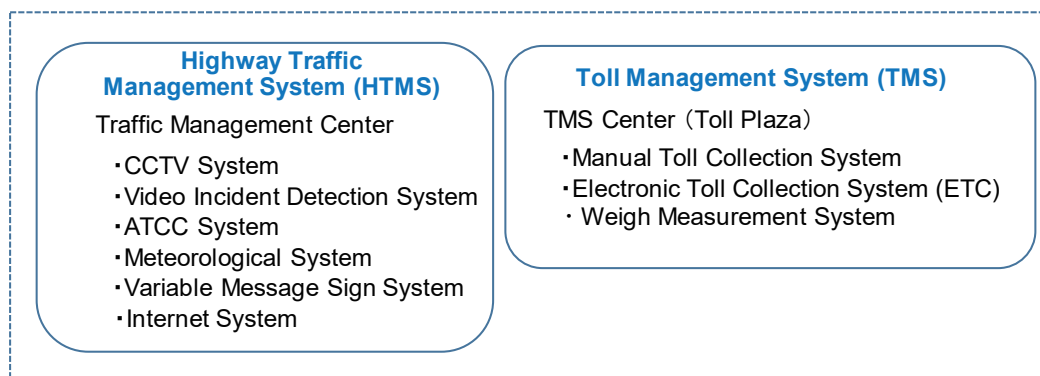 Highway Traffic
Management System (HTMS)
Traffic Management Center
・CCTV System
・Video Incident Detection System
・ATCC System
・Meteorological System
・Variable Message Sign System
・Internet System
Toll Management System (TMS)
TMS Center（Toll Plaza）
・Manual Toll Collection System
・Electronic Toll Collection System (ETC)
・Weigh Measurement System